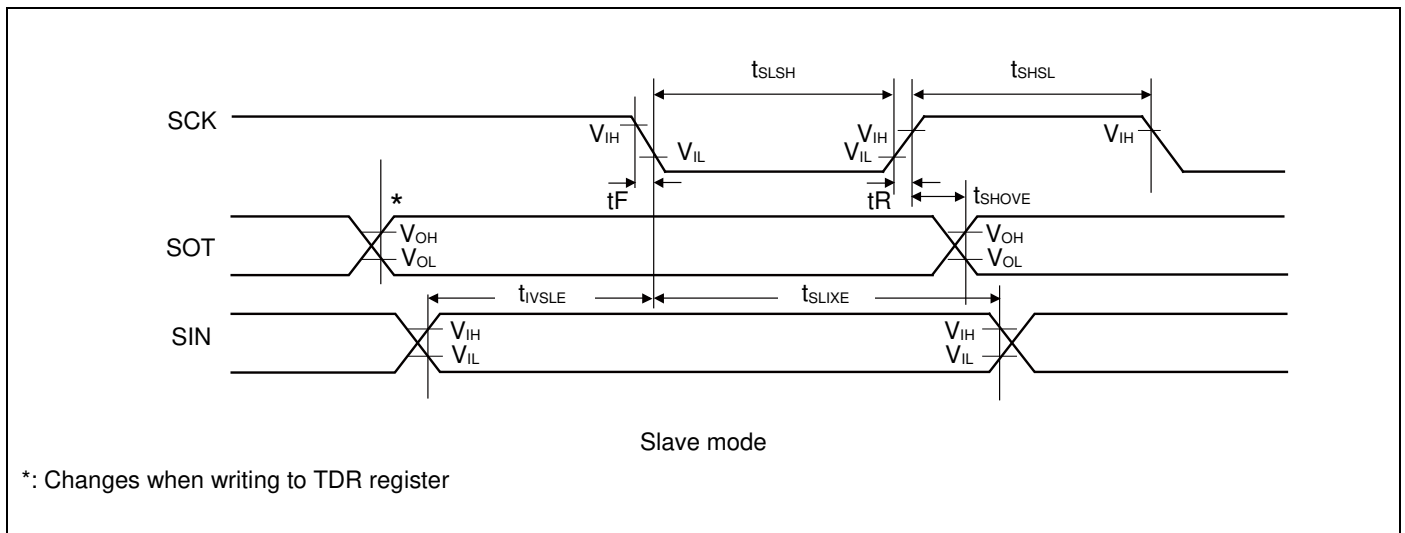 tSLSH tSHSL
SCK
VIH VIL VIH VIL VIH
tF tR tSHOVE
*
SOT
VOH VOH
VOL VOL
tIVSLE tSLIXE
SIN
VIH VIH
VIL VIL
Slave mode
*: Changes when writing to TDR register